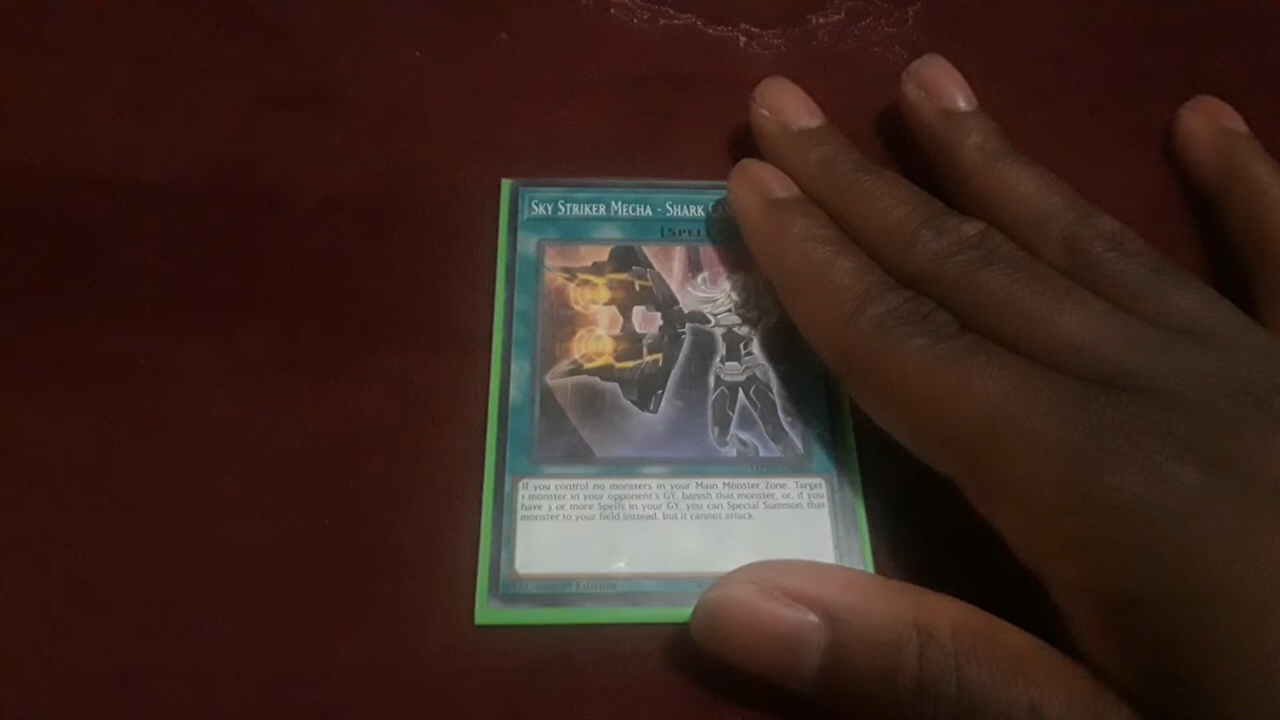 SKY STRIKER MECHA - SHARK
[SPELL
If you control no monsters in your Main Monster Zone: Target
1 monster in your opponent's GY; banish that monster, or, if you
have 3 or more Spells in your GY, you can Special Summon that
monster to your field instead, but it cannot attack.
Edition